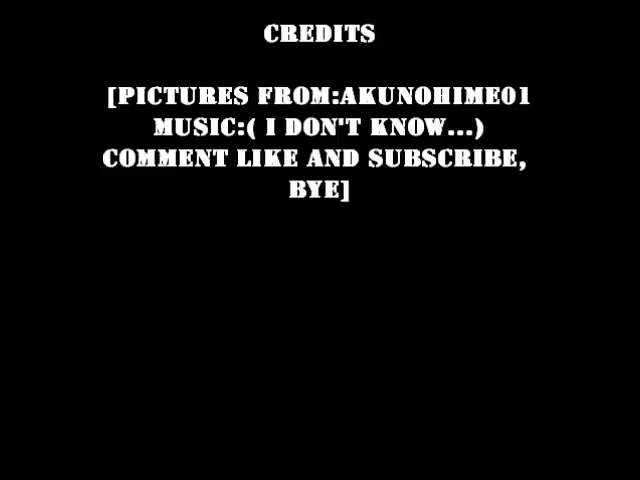 CREDITS
[PICTURES FROM:AKUNOHIME01
MUSIC:( I DON'T KNOW...)
COMMENT LIKE AND SUBSCRIBE,
BYE]